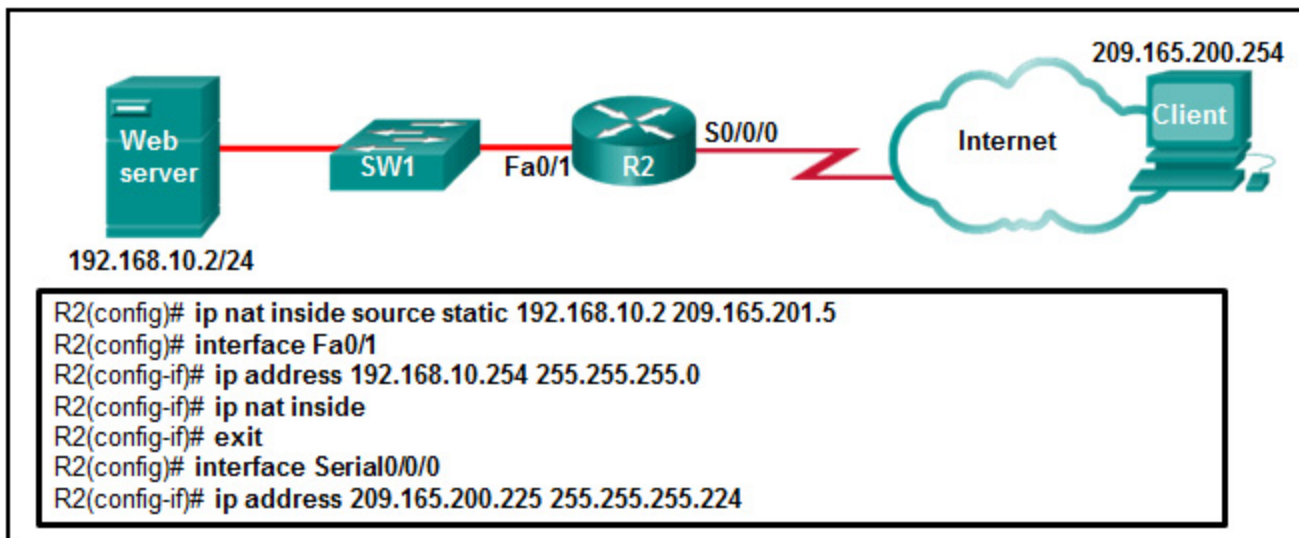 209.165.200.254
Client
Web
server
SW1
Fa0/1
R2
S0/0/0
Internet
192.168.10.2/24
R2(config)# ip nat inside source static 192.168.10.2 209.165.201.5
R2(config)# interface Fa0/1
R2(config-if)# ip address 192.168.10.254 255.255.255.0
R2(config-if)# ip nat inside
R2(config-if)# exit
R2(config)# interface Serial0/0/0
R2(config-if)# ip address 209.165.200.225 255.255.255.224